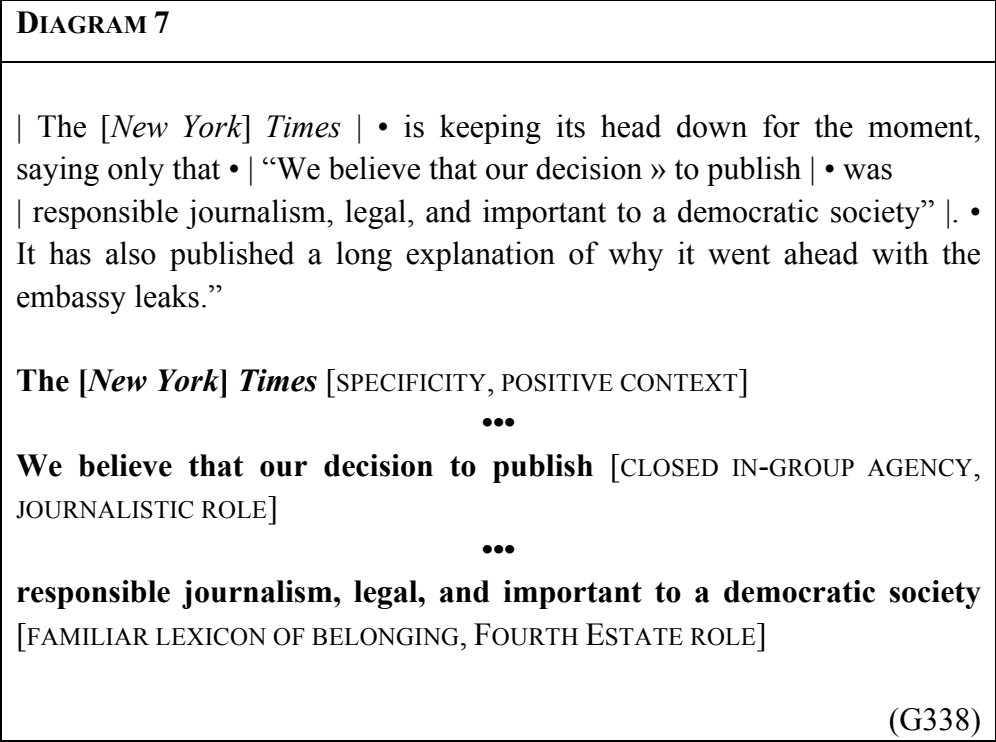 DIAGRAM 7
| The [New York] Times | • is keeping its head down for the moment,
saying only that • | “We believe that our decision » to publish | • was
| responsible journalism, legal, and important to a democratic society” |. •
It has also published a long explanation of why it went ahead with the
embassy leaks.”
The [New York] Times [SPECIFICITY, POSITIVE CONTEXT]
•••
We believe that our decision to publish [CLOSED IN-GROUP AGENCY,
JOURNALISTIC ROLE]
•••
responsible journalism, legal, and important to a democratic society
[FAMILIAR LEXICON OF BELONGING, FOURTH ESTATE ROLE]
(G338)